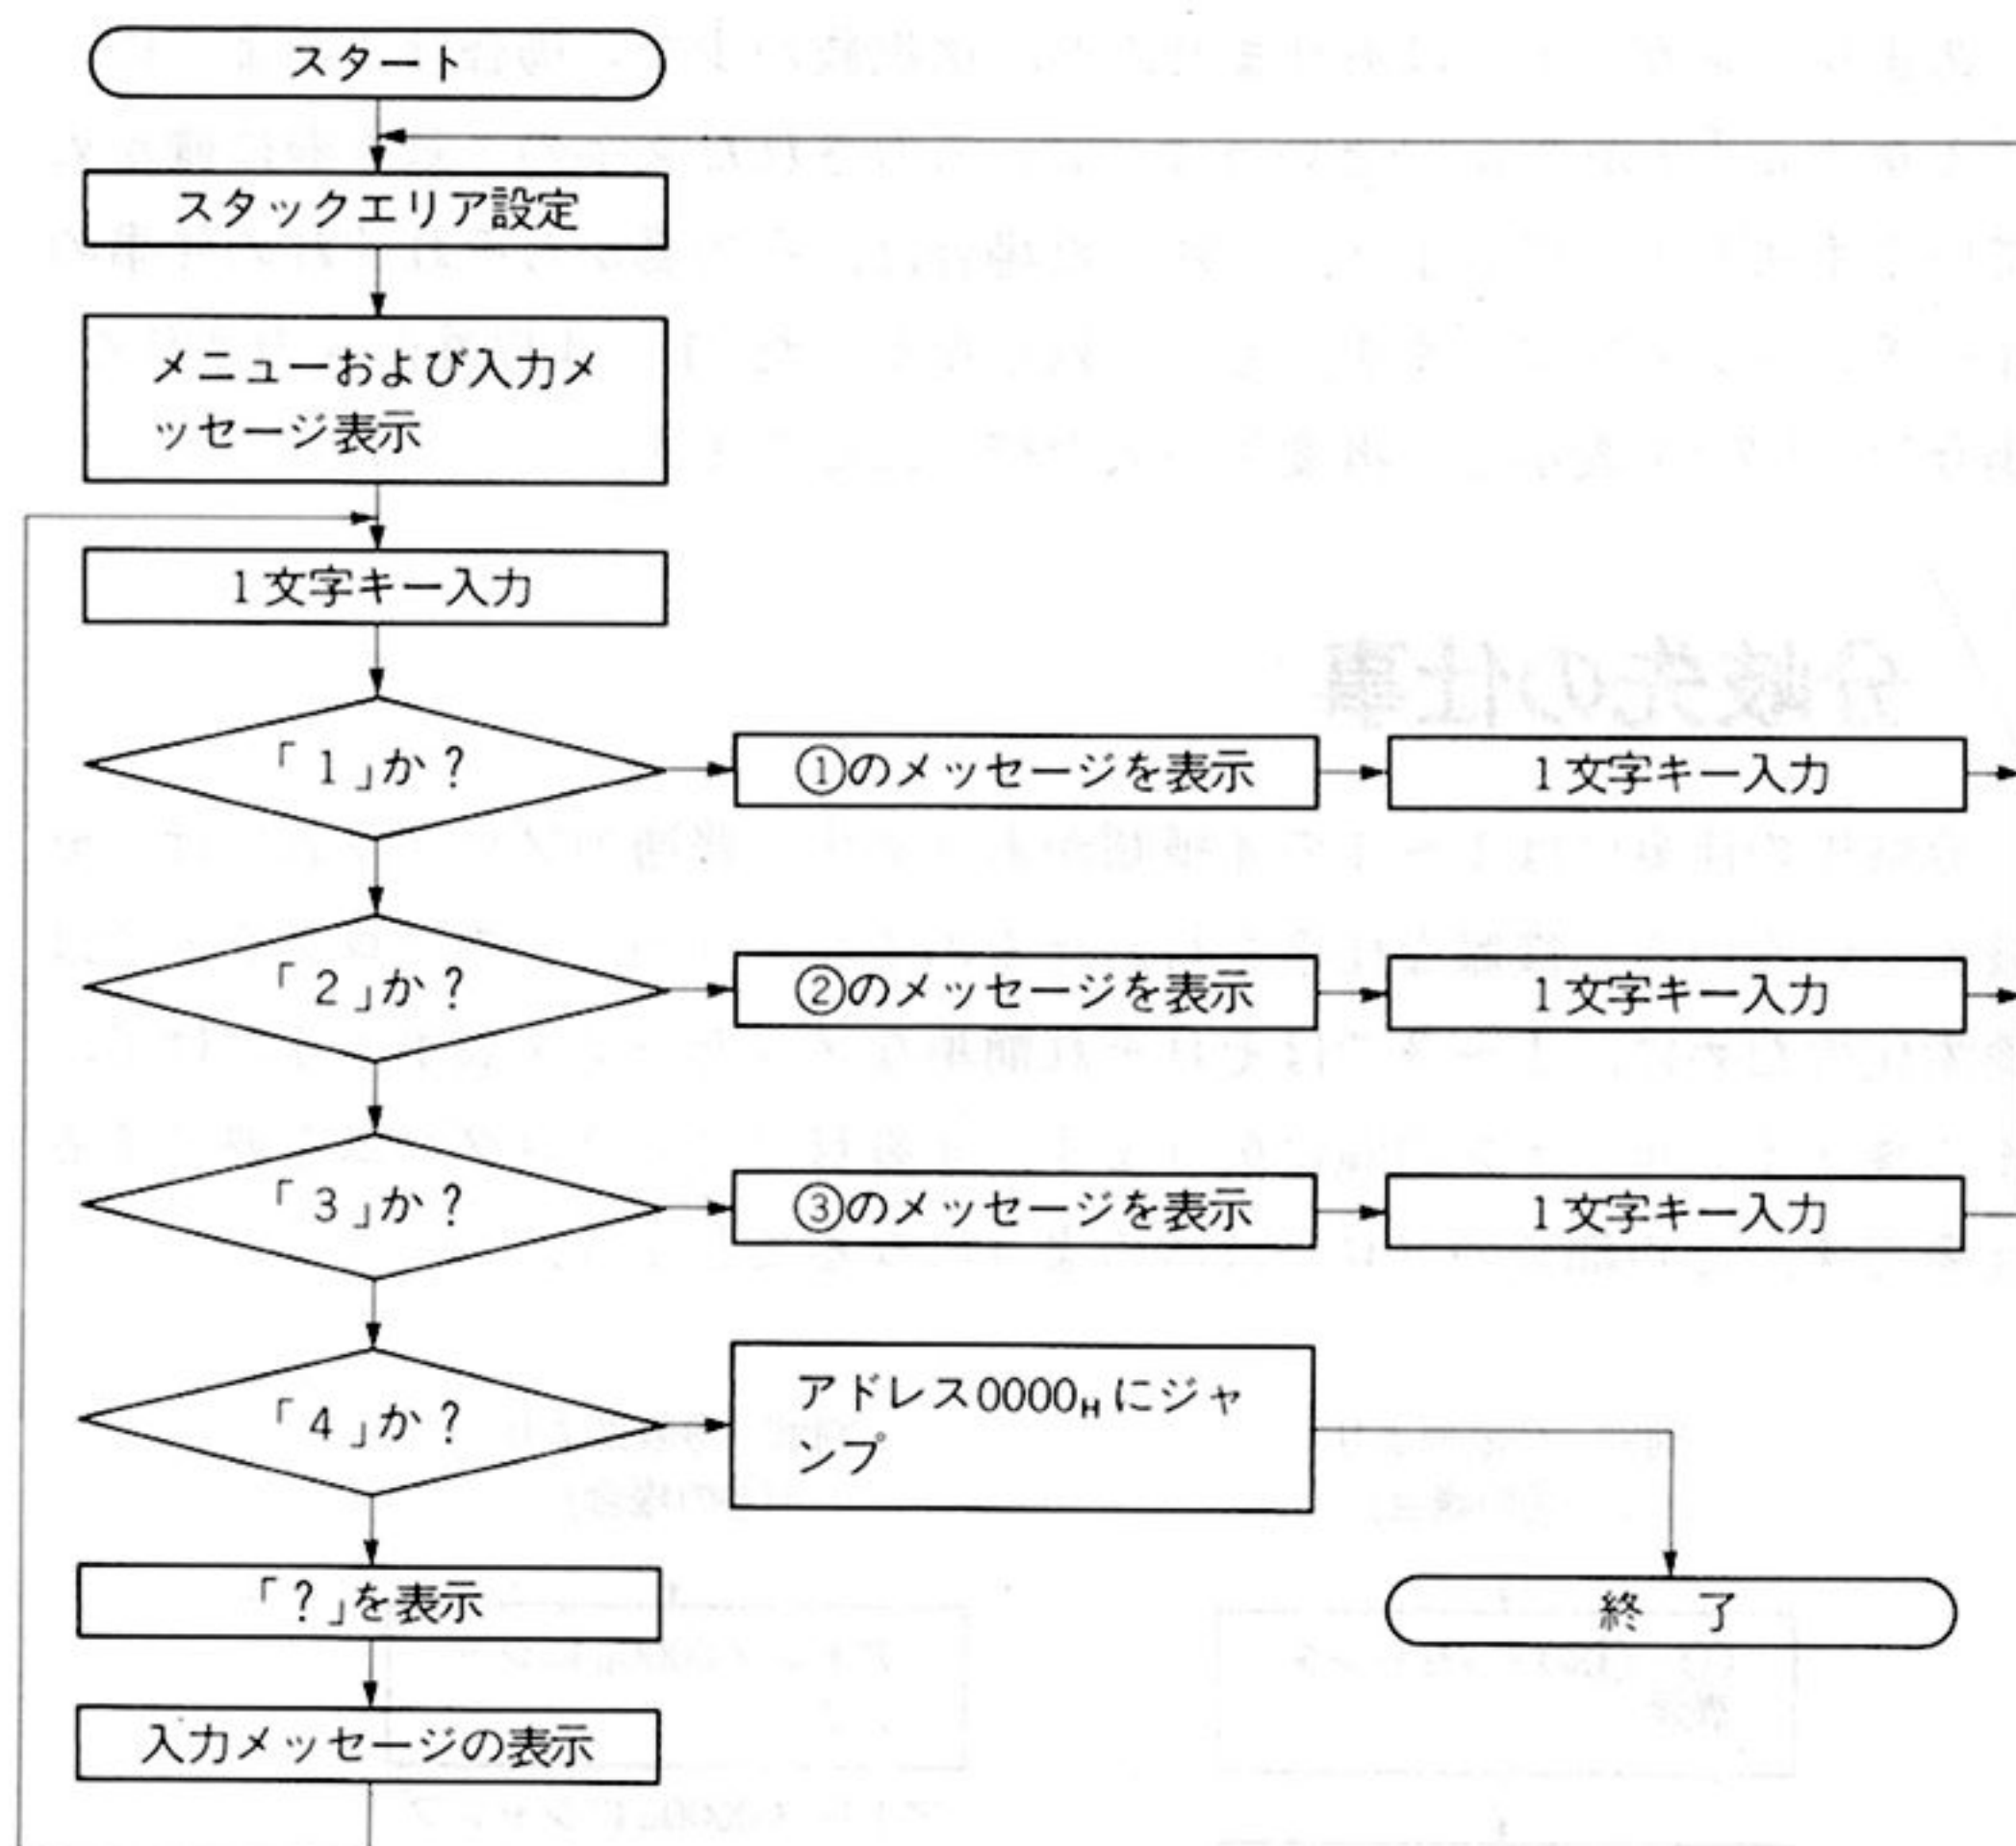 スタート
スタックエリア設定
メニューおよび入力メ
ッセージ表示
1文字キー入力
「1」か?
①のメッセージを表示
1文字キー入力
「2」か?
②のメッセージを表示
1文字キー入力
「3」か?
③のメッセージを表示
1文字キー入力
「4」か?
アドレス0000Hにジャ
ンプ
「?」を表示
終 了
入力メッセージの表示